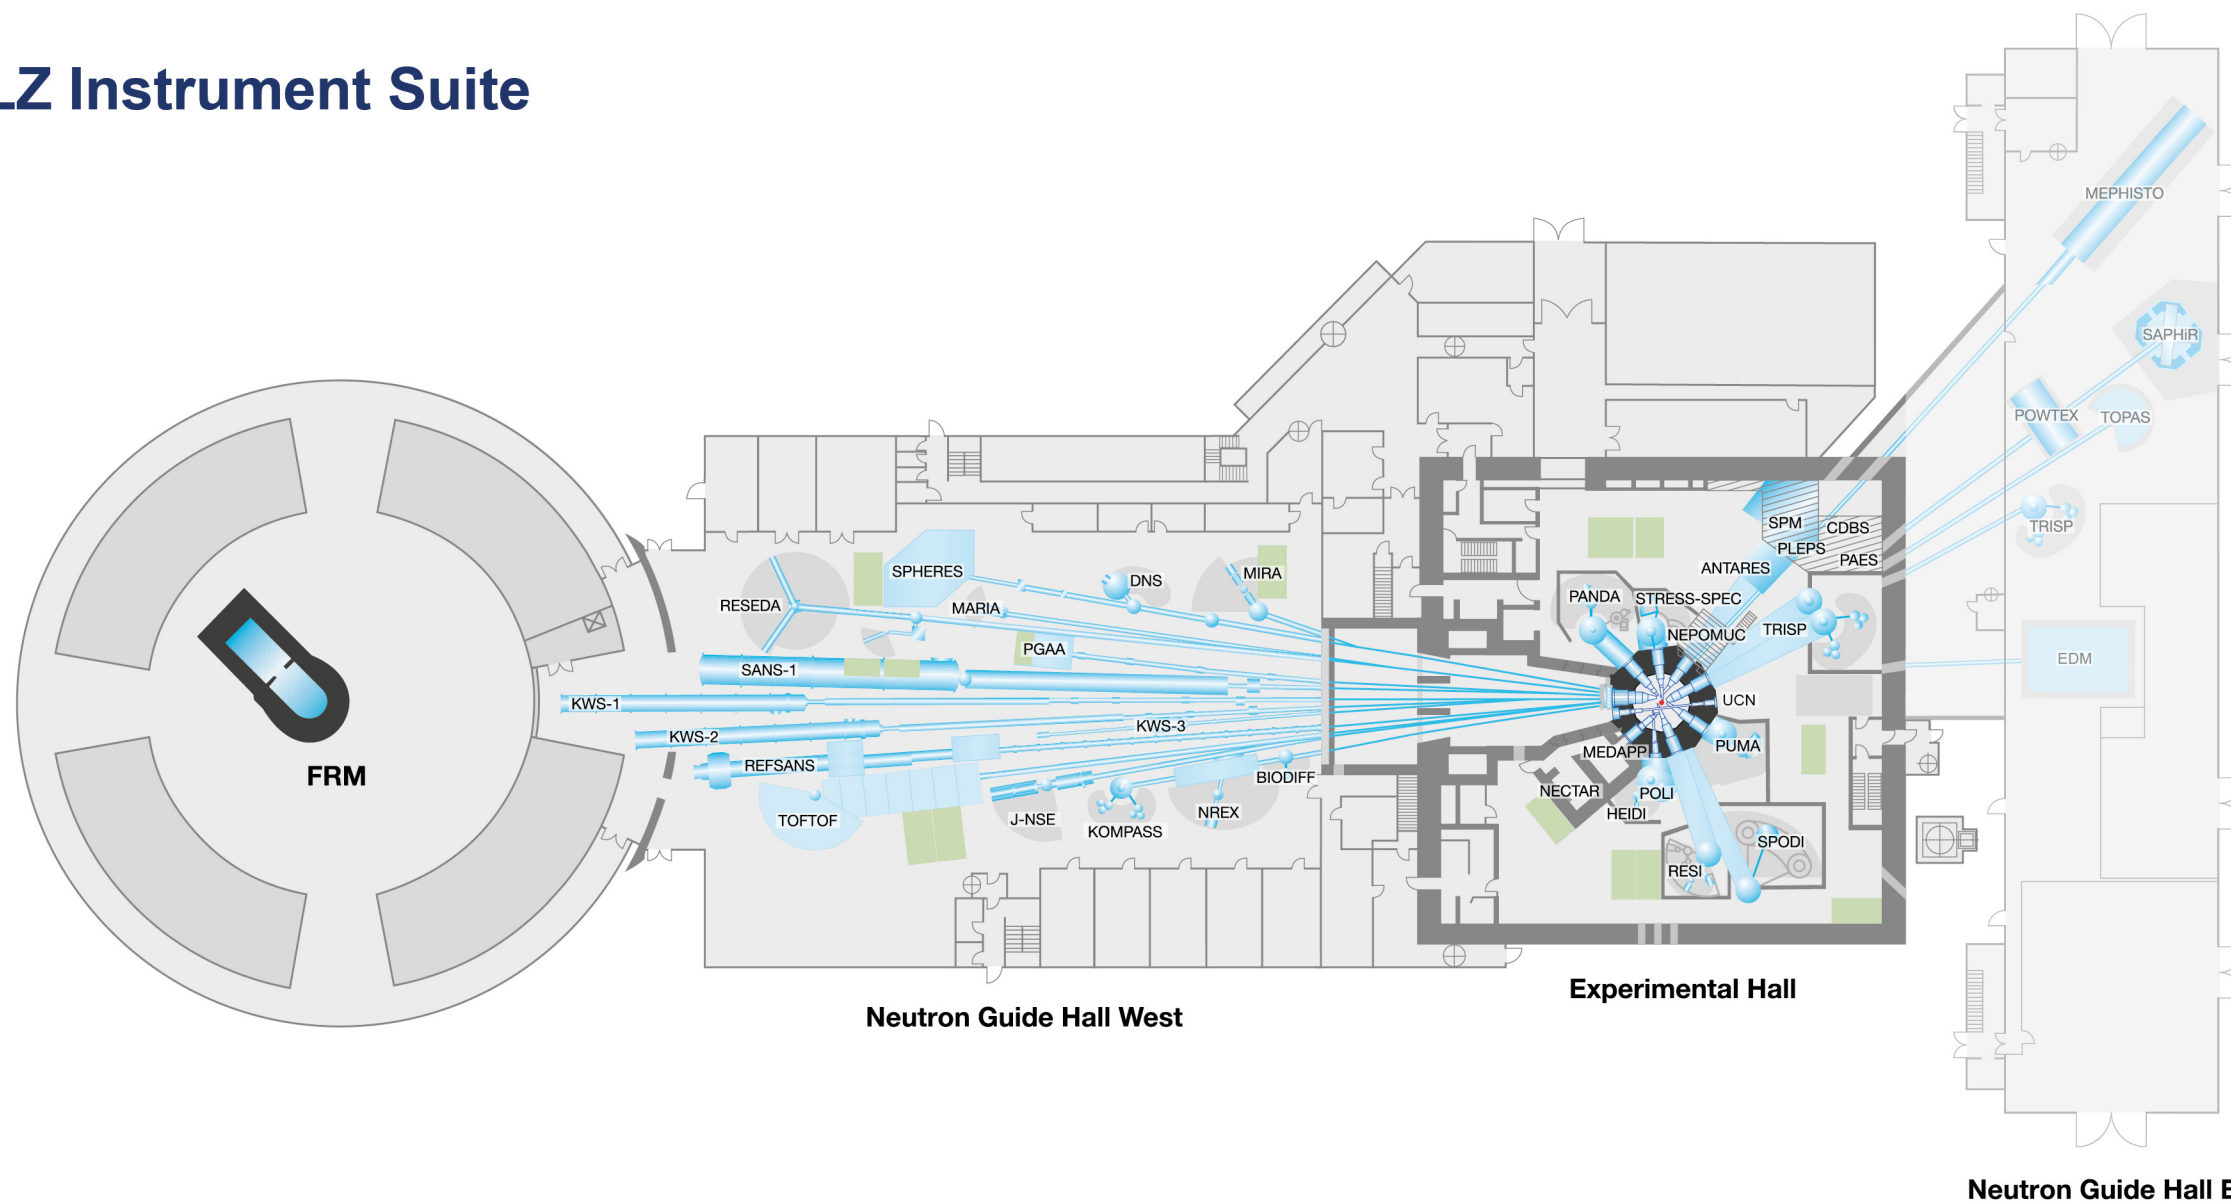 LZ Instrument Suite
MEPHISTO
SAPHiR
POWTEX
TOPAS
TRISP
EDM
SPM
CDBS
PLEPS
PAES
ANTARES
PANDA
STRESS-SPEC
NEPOMUC
TRISP
UCN
MEDAPP
PUMA
NECTAR
POLI
HEIDI
SPODI
RESI
SPHERES
DNS
MIRA
RESEDA
MARIA
PGAA
SANS-1
KWS-1
KWS-3
KWS-2
REFSANS
BIODIFF
TOFTOF
J-NSE
NREX
KOMPASS
FRM
Experimental Hall
Neutron Guide Hall West
Neutron Guide Hall E